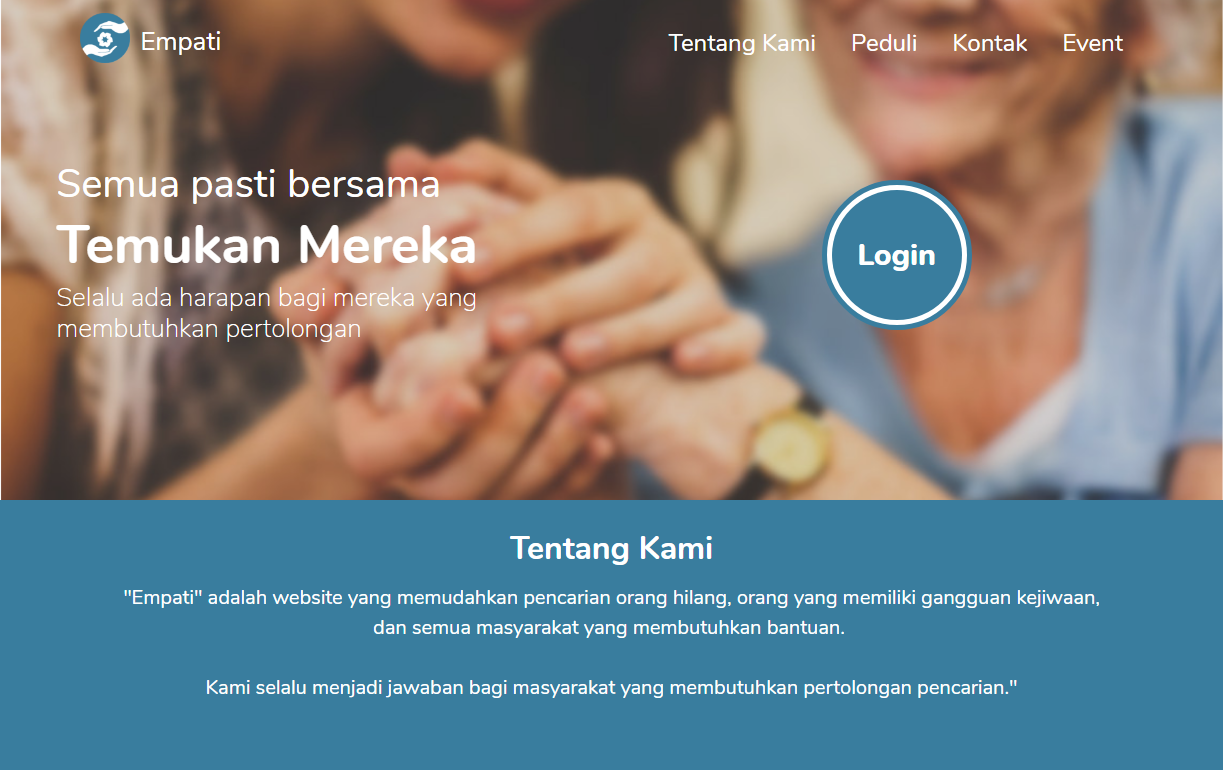 Empati
Tentang Kami
Peduli
Kontak
Event
Semua pasti bersama
Temukan Mereka
Selalu ada harapan bagi mereka yang
membutuhkan pertolongan
Login
Tentang Kami
"Empati" adalah website yang memudahkan pencarian orang hilang, orang yang memiliki gangguan kejiwaan,
dan semua masyarakat yang membutuhkan bantuan.
Kami selalu menjadi jawaban bagi masyarakat yang membutuhkan pertolongan pencarian."